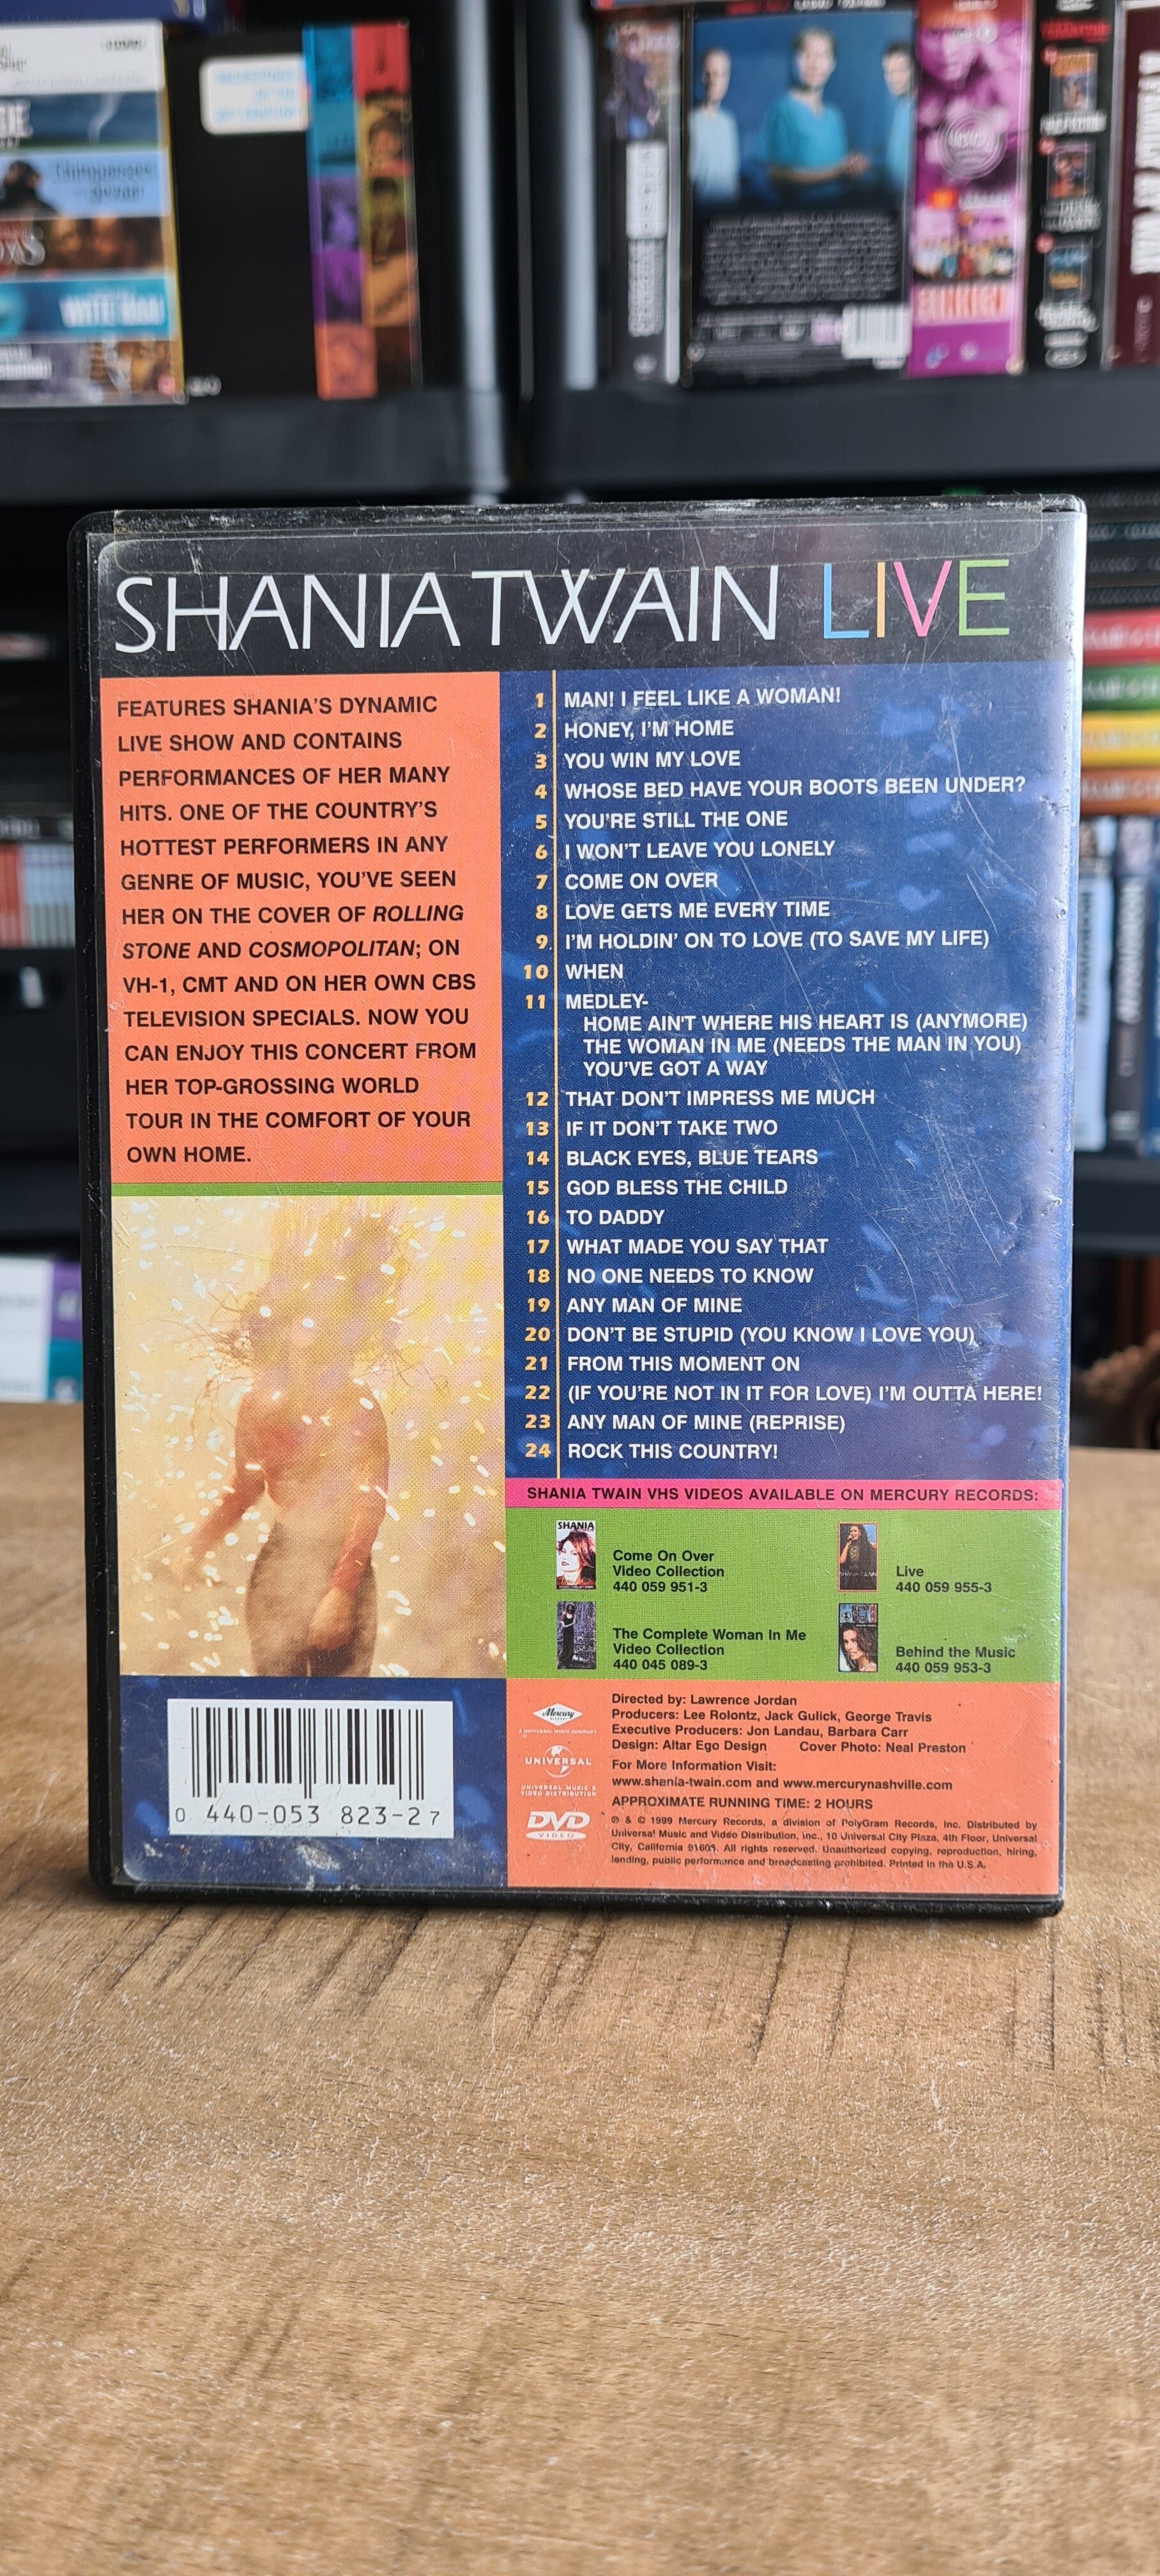 SHANIA TWAIN LIVE
FEATURES SHANIA'S DYNAMIC
LIVE SHOW AND CONTAINS
PERFORMANCES OF HER MANY
HITS. ONE OF THE COUNTRY'S
HOTTEST PERFORMERS IN ANY
GENRE OF MUSIC, YOU'VE SEEN
HER ON THE COVER OF ROLLING
STONE AND COSMOPOLITAN; ON
VH-1, CMT AND ON HER OWN CBS
TELEVISION SPECIALS. NOW YOU
CAN ENJOY THIS CONCERT FROM
HER TOP-GROSSING WORLD
TOUR IN THE COMFORT OF YOUR
OWN HOME.
1 MAN! I FEEL LIKE A WOMAN!
2 HONEY, I'M HOME
3 YOU WIN MY LOVE
4 WHOSE BED HAVE YOUR BOOTS BEEN UNDER?
5 YOU'RE STILL THE ONE
6 I WON'T LEAVE YOU LONELY
7 COME ON OVER
8 LOVE GETS ME EVERY TIME
9. I'M HOLDIN' ON TO LOVE (TO SAVE MY LIFE)
10 WHEN
11 MEDLEY-
HOME AIN'T WHERE HIS HEART IS (ANYMORE)
THE WOMAN IN ME (NEEDS THE MAN IN YOU)
YOU'VE GOT A WAY
12 THAT DON'T IMPRESS ME MUCH
13 IF IT DON'T TAKE TWO
14 BLACK EYES, BLUE TEARS
15 GOD BLESS THE CHILD
16 TO DADDY
17 WHAT MADE YOU SAY THAT
18 NO ONE NEEDS TO KNOW
19 ANY MAN OF MINE
20 DON'T BE STUPID (YOU KNOW I LOVE YOU)
21 FROM THIS MOMENT ON
22 (IF YOU'RE NOT IN IT FOR LOVE) I'M OUTTA HERE!
23 ANY MAN OF MINE (REPRISE)
24 ROCK THIS COUNTRY!
SHANIA TWAIN VHS VIDEOS AVAILABLE ON MERCURY RECORDS:
SHANIA
Come On Over
Video Collection
440 059 951-3
Live
440 059 955-3
The Complete Woman In Me
Video Collection
440 045 089-3
Behind the Music
440 059 953-3
0 440-053 823-2 7
Mercury
A UNIVERSAL MUSIC COMPANY
UNIVERSAL
UNIVERSAL MUSIC &
VIDEO DISTRIBUTION
DVD
VIDEO
Directed by: Lawrence Jordan
Producers: Lee Rolontz, Jack Gulick, George Travis
Executive Producers: Jon Landau, Barbara Carr
Design: Altar Ego Design Cover Photo: Neal Preston
For More Information Visit:
www.shania-twain.com and www.mercurynashville.com
APPROXIMATE RUNNING TIME: 2 HOURS
℗ & © 1999 Mercury Records, a division of PolyGram Records, Inc. Distributed by
Universal Music and Video Distribution, Inc., 10 Universal City Plaza, 4th Floor, Universal
City, California 91608. All rights reserved. Unauthorized copying, reproduction, hiring,
lending, public performance and broadcasting prohibited. Printed in the U.S.A.